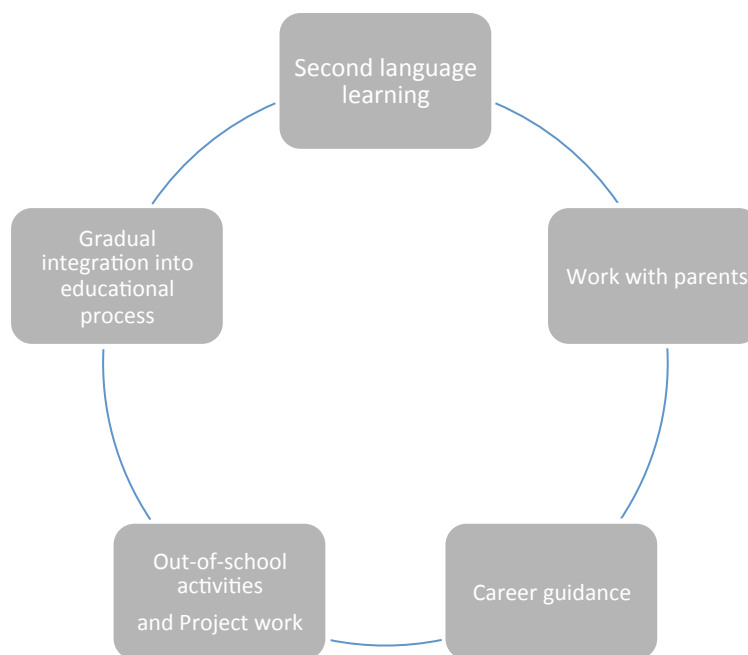 Second language
learning
Work with parents
Career guidance
Out-of-school
activities
and Project work
Gradual
integration into
educational
process